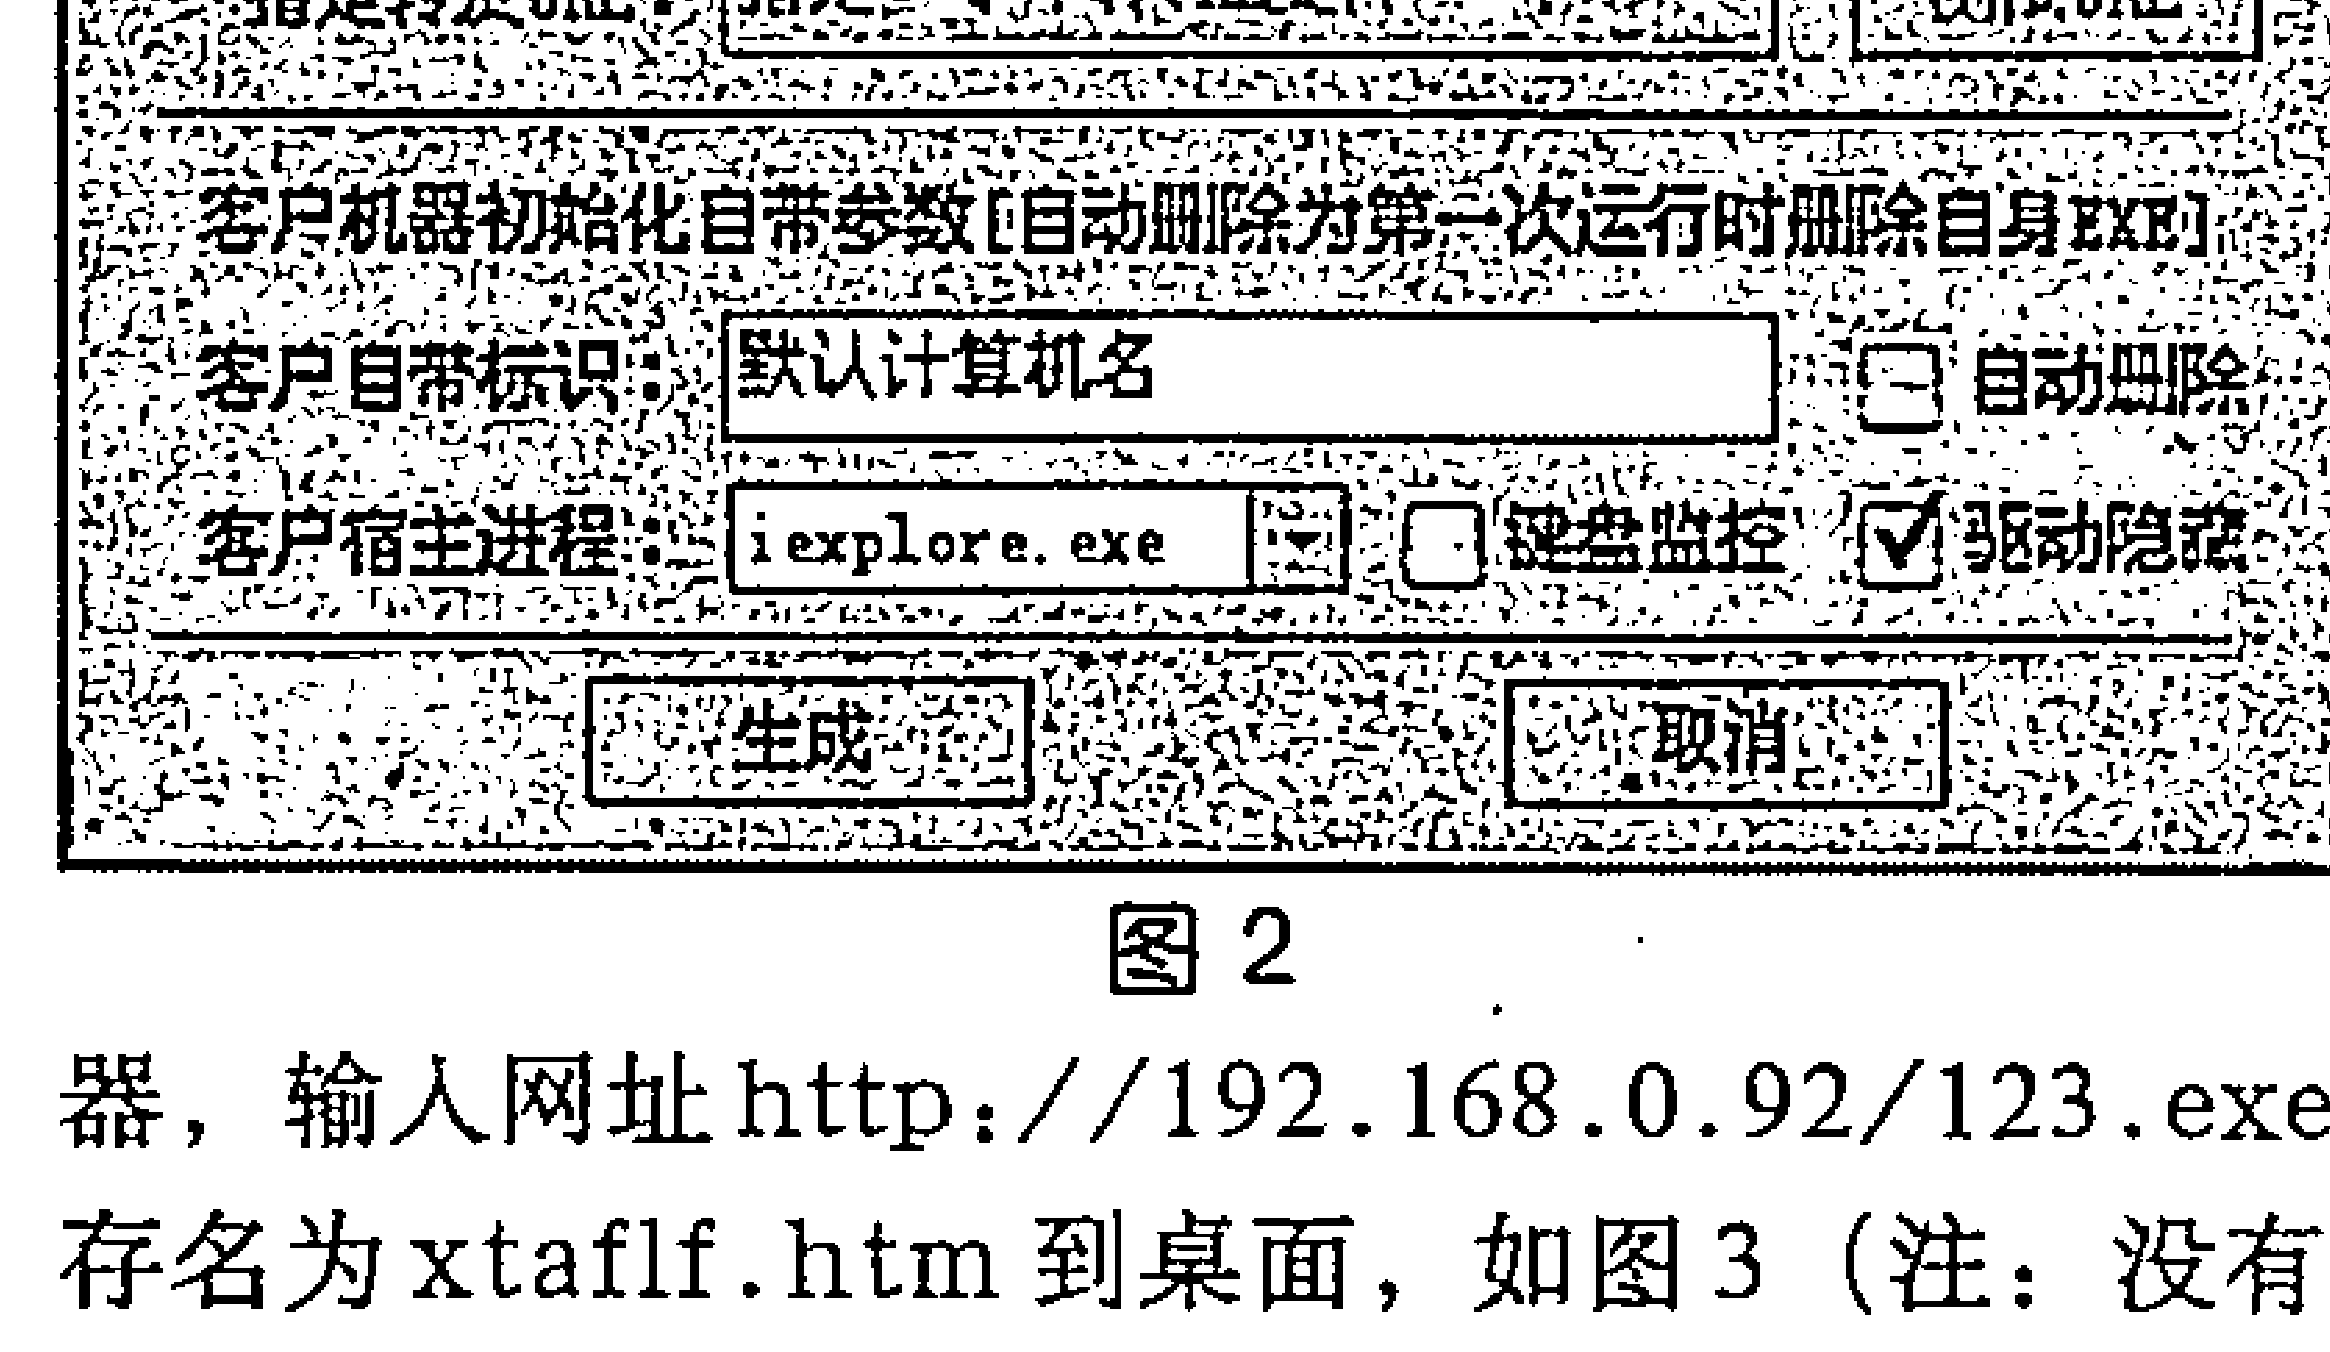 客户机器初始化自带参数[自动删除为第一次运行时删除自身EXE]
客户自带标识: 默认计算机名 自动删除
客户宿主进程: iexplore.exe 键盘监控 驱动隐藏
生成 取消
图 2
器，输入网址http://192.168.0.92/123.exe
存名为xtaflf.htm到桌面，如图3（注：没有